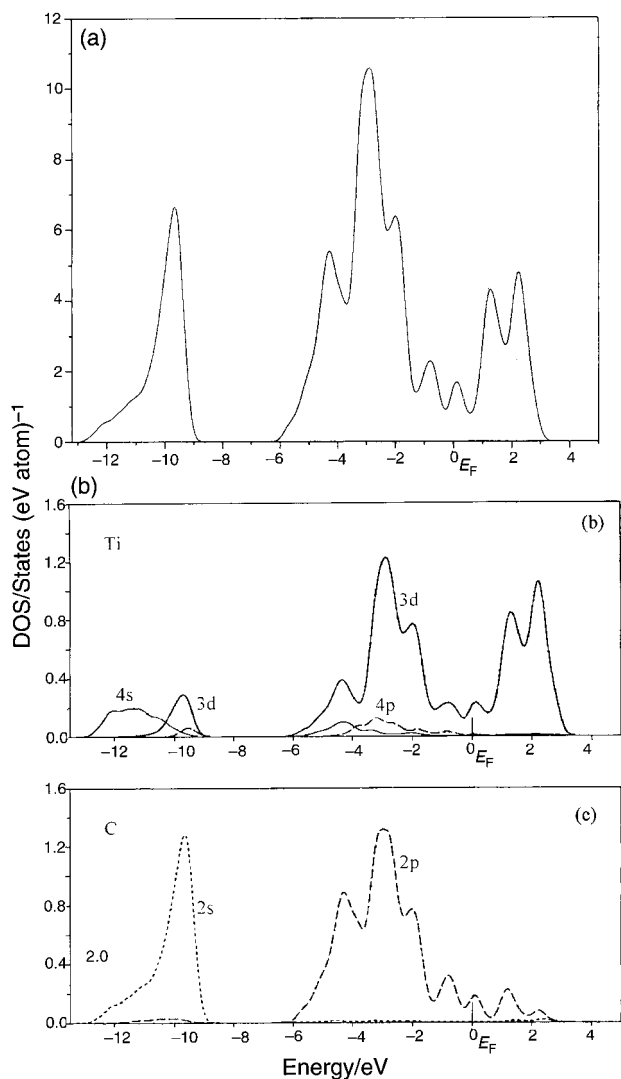 (a)
12
10
8
6
4
2
0
−12 −10 −8 −6 −4 −2 0 EF 2 4
DOS/States (eV atom)−1
(b)
(b)
1.6
Ti
1.2
3d
0.8
0.4
4s
3d
4p
0.0
−12 −10 −8 −6 −4 −2 0 2 4
EF
1.6
C
(c)
1.2
2p
2s
0.8
2.0
0.4
0.0
−12 −10 −8 −6 −4 −2 0 2 4
EF
Energy/eV